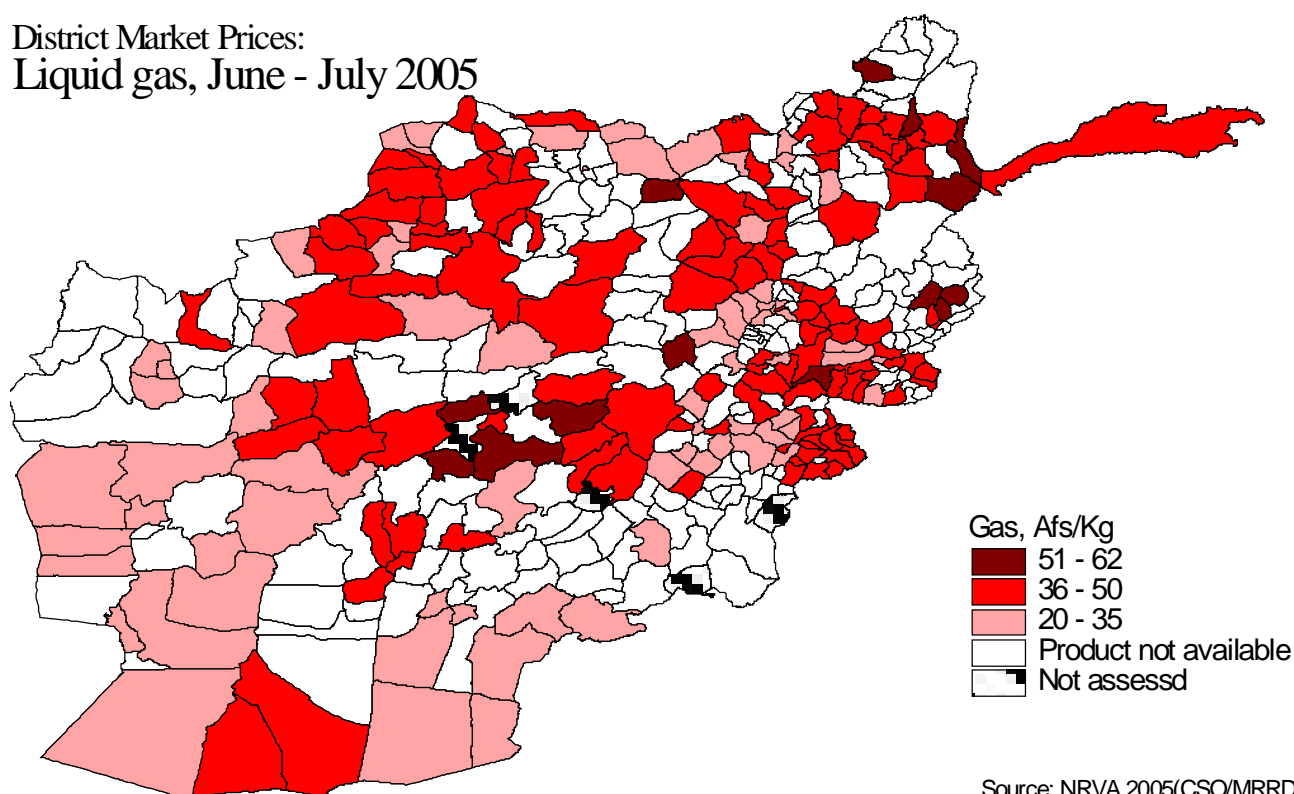 District Market Prices:
Liquid gas, June - July 2005
Gas, Afs/Kg
51 - 62
36 - 50
20 - 35
Product not available
Not assessd
Source: NRVA 2005(CSO/MRRD